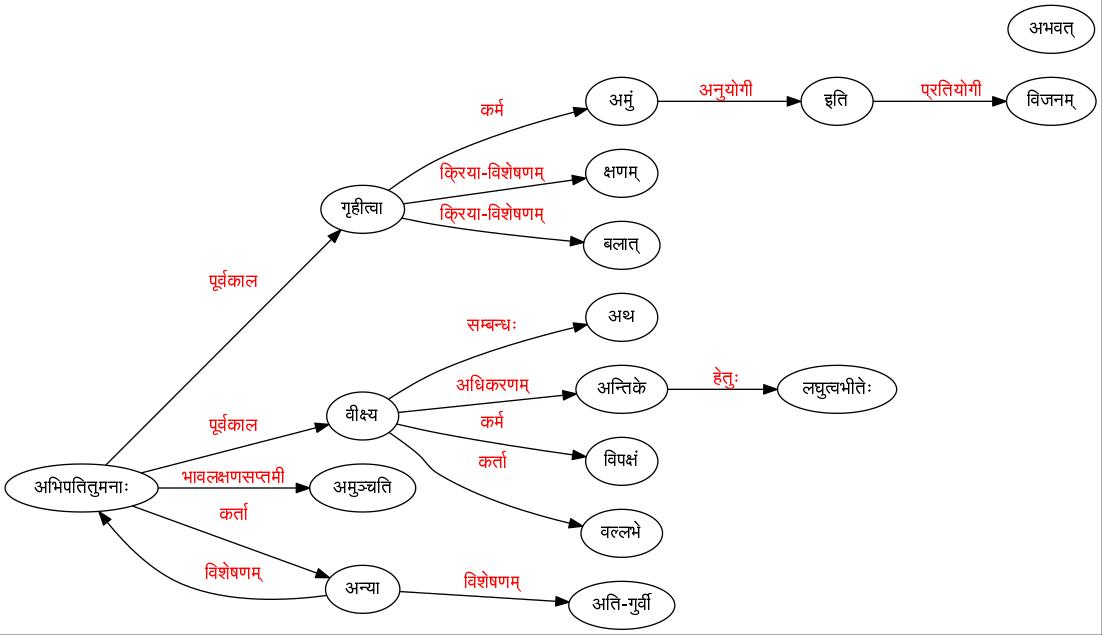 अभवत्
अमुं
अनुयोगी
इति
प्रतियोगी
विजनम्
कर्म
क्रिया-विशेषणम्
क्षणम्
गृहीत्वा
क्रिया-विशेषणम्
बलात्
पूर्वकाल
सम्बन्धः
अथ
अधिकरणम्
अन्तिके
हेतुः
लघुत्वभीतेः
पूर्वकाल
वीक्ष्य
कर्म
विपक्षं
कर्ता
वल्लभे
अभिपतितुमनाः
भावलक्षणसप्तमी
अमुञ्चति
कर्ता
विशेषणम्
अन्या
विशेषणम्
अति-गुर्वी